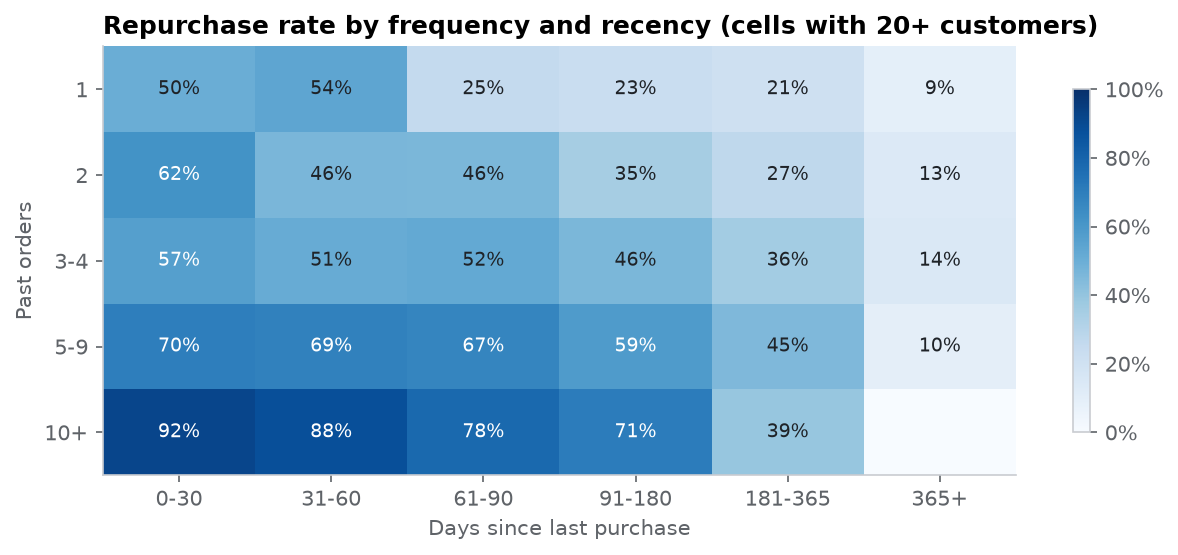 Repurchase rate by frequency and recency (cells with 20+ customers)
1 50% 54% 25% 23% 21% 9%
2 62% 46% 46% 35% 27% 13%
3-4 57% 51% 52% 46% 36% 14%
5-9 70% 69% 67% 59% 45% 10%
10+ 92% 88% 78% 71% 39%
0-30 31-60 61-90 91-180 181-365 365+
Days since last purchase
Past orders
100%
80%
60%
40%
20%
0%